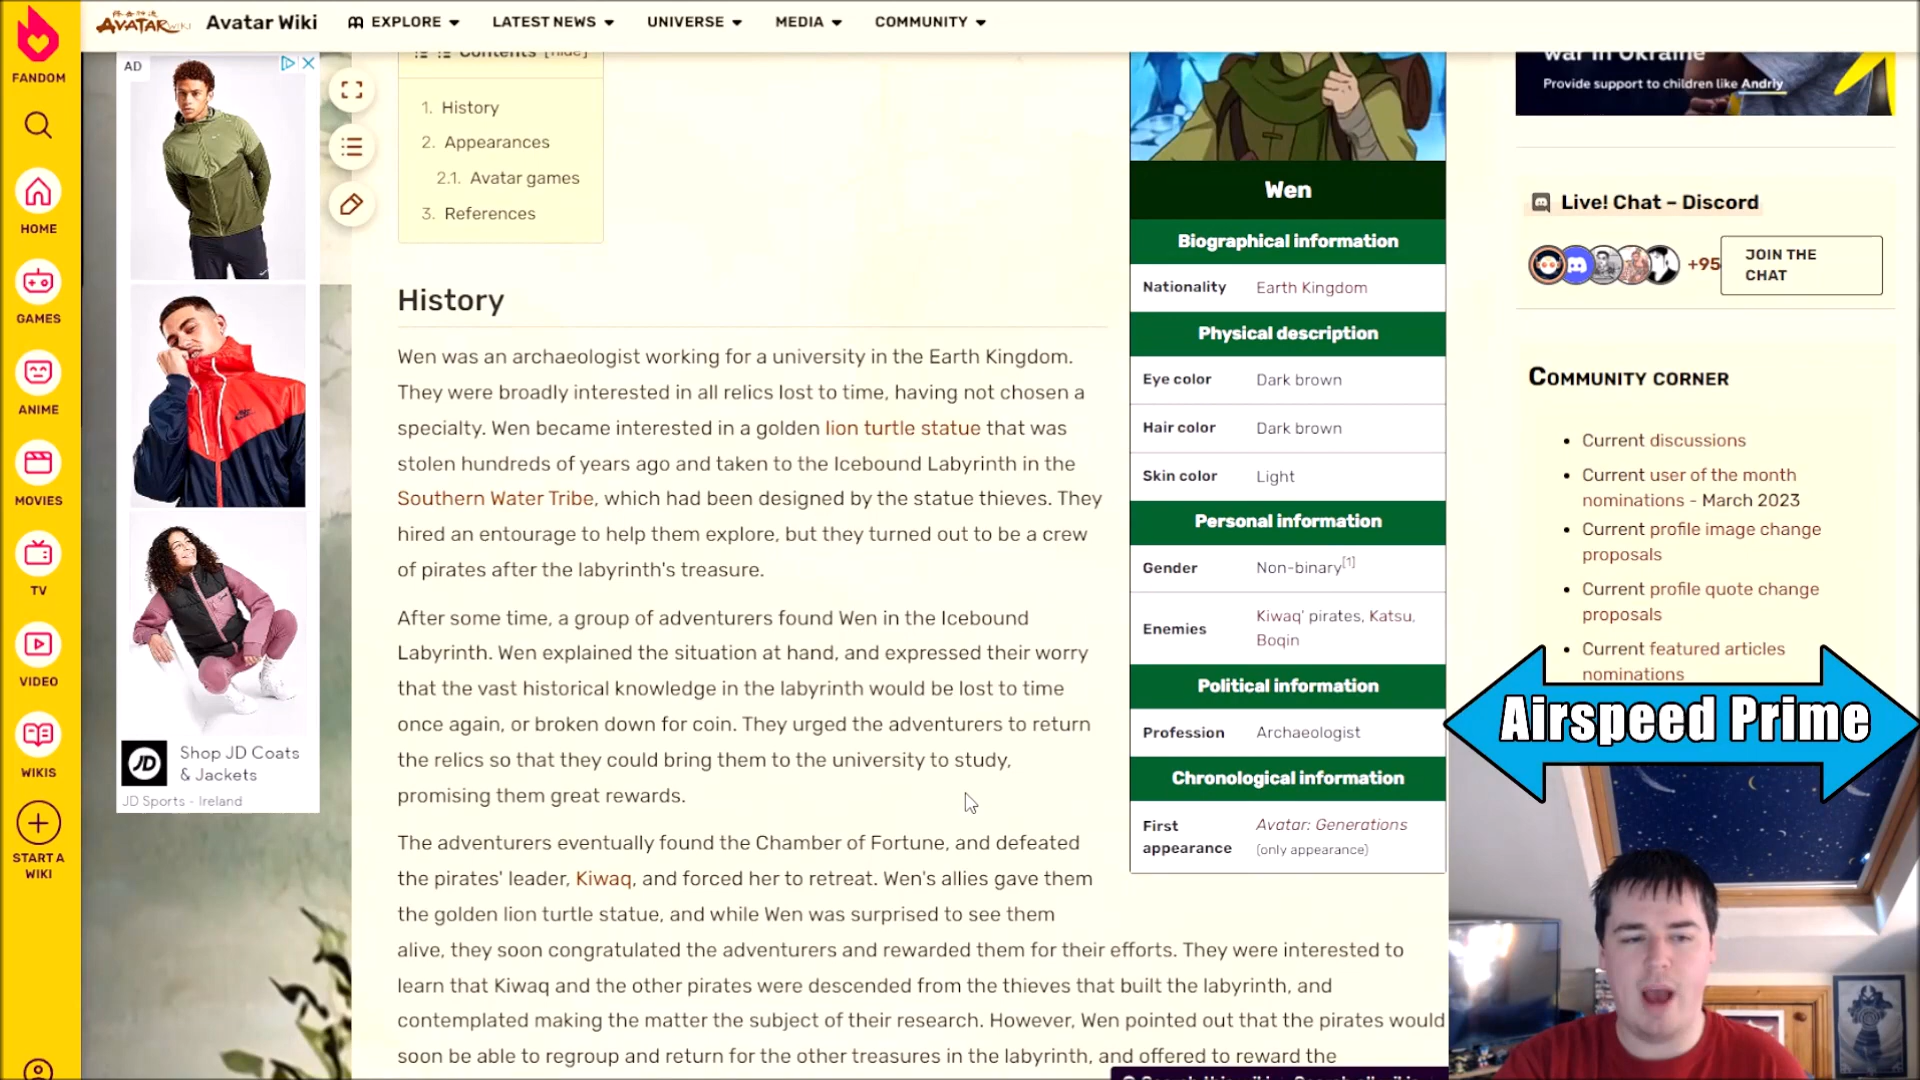 FANDOM
HOME
GAMES
ANIME
MOVIES
TV
VIDEO
WIKIS
START A
WIKI
AVATAR WIKI
Avatar Wiki
EXPLORE
LATEST NEWS
UNIVERSE
MEDIA
COMMUNITY
AD
Shop JD Coats
& Jackets
JD Sports - Ireland
JD
Contents [hide]
1. History
2. Appearances
2.1. Avatar games
3. References
History
Wen was an archaeologist working for a university in the Earth Kingdom.
They were broadly interested in all relics lost to time, having not chosen a
specialty. Wen became interested in a golden lion turtle statue that was
stolen hundreds of years ago and taken to the Icebound Labyrinth in the
Southern Water Tribe, which had been designed by the statue thieves. They
hired an entourage to help them explore, but they turned out to be a crew
of pirates after the labyrinth's treasure.
After some time, a group of adventurers found Wen in the Icebound
Labyrinth. Wen explained the situation at hand, and expressed their worry
that the vast historical knowledge in the labyrinth would be lost to time
once again, or broken down for coin. They urged the adventurers to return
the relics so that they could bring them to the university to study,
promising them great rewards.
The adventurers eventually found the Chamber of Fortune, and defeated
the pirates' leader, Kiwaq, and forced her to retreat. Wen's allies gave them
the golden lion turtle statue, and while Wen was surprised to see them
alive, they soon congratulated the adventurers and rewarded them for their efforts. They were interested to
learn that Kiwaq and the other pirates were descended from the thieves that built the labyrinth, and
contemplated making the matter the subject of their research. However, Wen pointed out that the pirates would
soon be able to regroup and return for the other treasures in the labyrinth, and offered to reward the
Wen
Biographical information
Nationality Earth Kingdom
Physical description
Eye color Dark brown
Hair color Dark brown
Skin color Light
Personal information
Gender Non-binary[1]
Enemies Kiwaq' pirates, Katsu,
Boqin
Political information
Profession Archaeologist
Chronological information
First
appearance
Avatar: Generations
(only appearance)
war in Ukraine
Provide support to children like Andriy
Live! Chat – Discord
+95
JOIN THE
CHAT
COMMUNITY CORNER
• Current discussions
• Current user of the month
nominations - March 2023
• Current profile image change
proposals
• Current profile quote change
proposals
• Current featured articles
nominations
Airspeed Prime